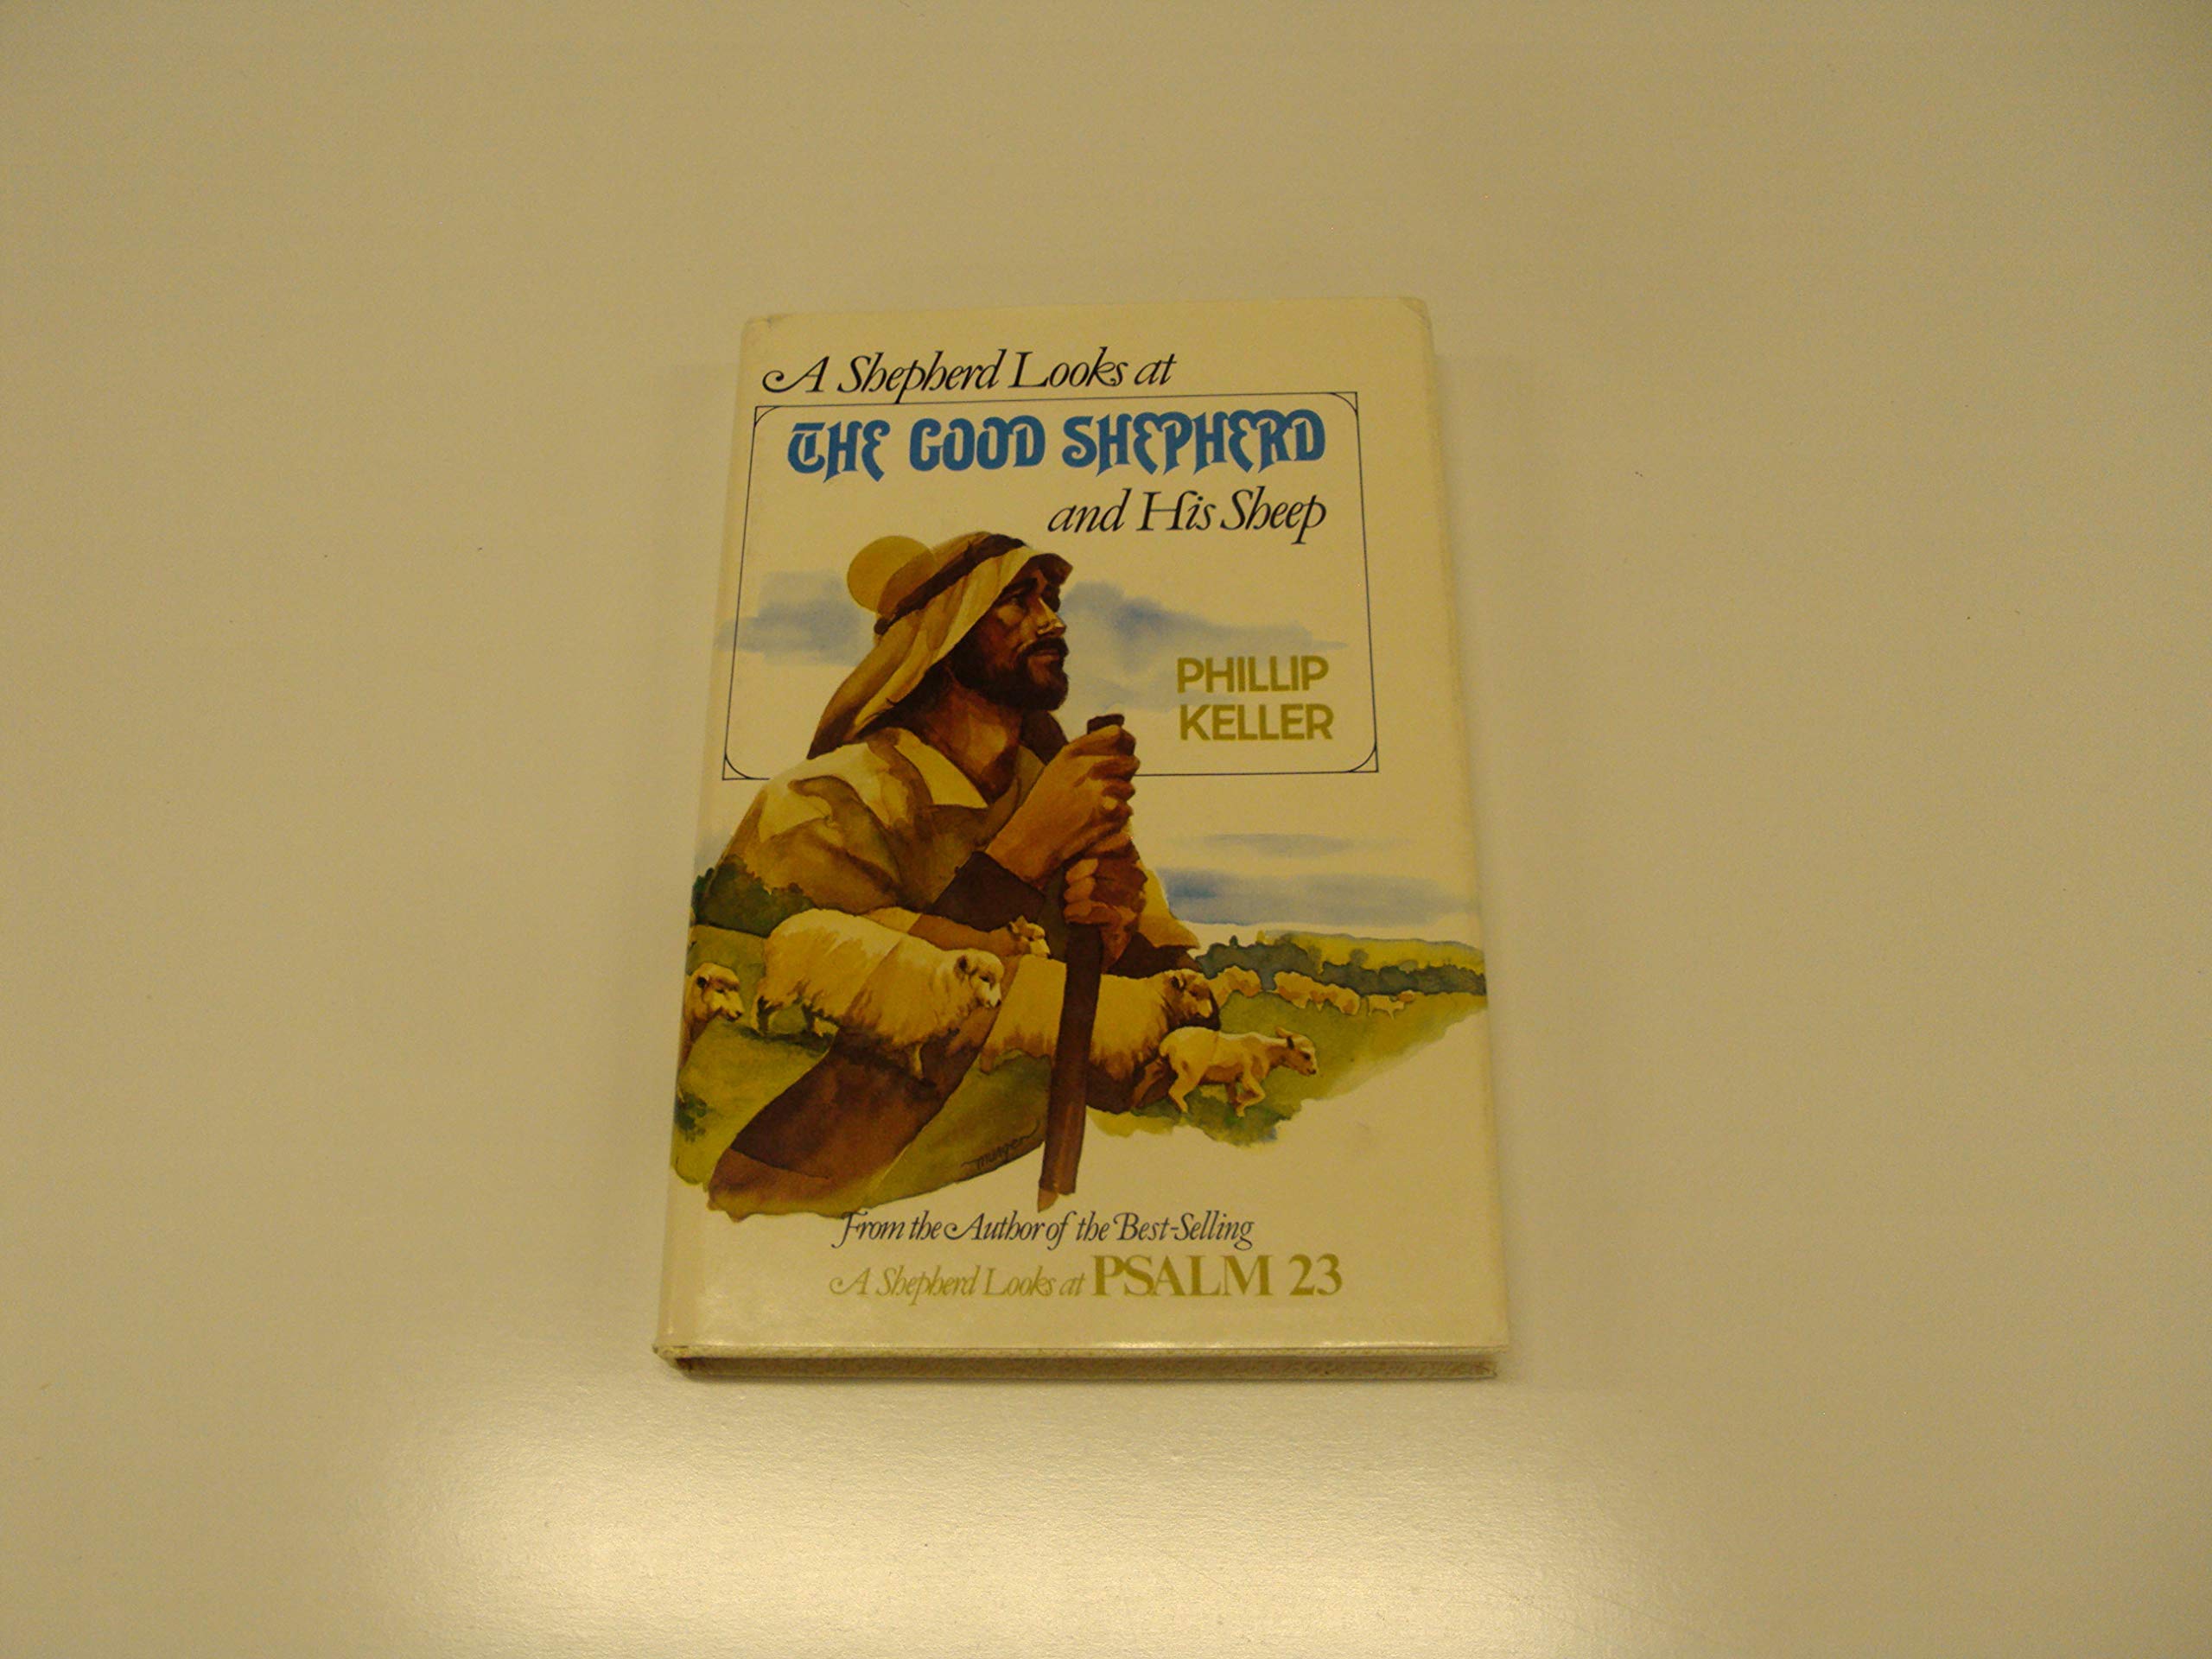 A Shepherd Looks at
THE GOOD SHEPHERD
and His Sheep
PHILLIP
KELLER
From the Author of the Best-Selling
A Shepherd Looks at PSALM 23